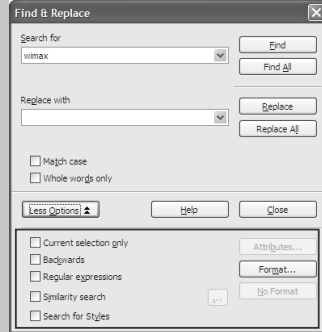 Find & Replace
Search for
wimax
Find
Find All
Replace with
Replace
Replace All
Match case
Whole words only
Less Options
Help
Close
Current selection only
Backwards
Regular expressions
Similarity search
...
Search for Styles
Attributes...
Format...
No Format